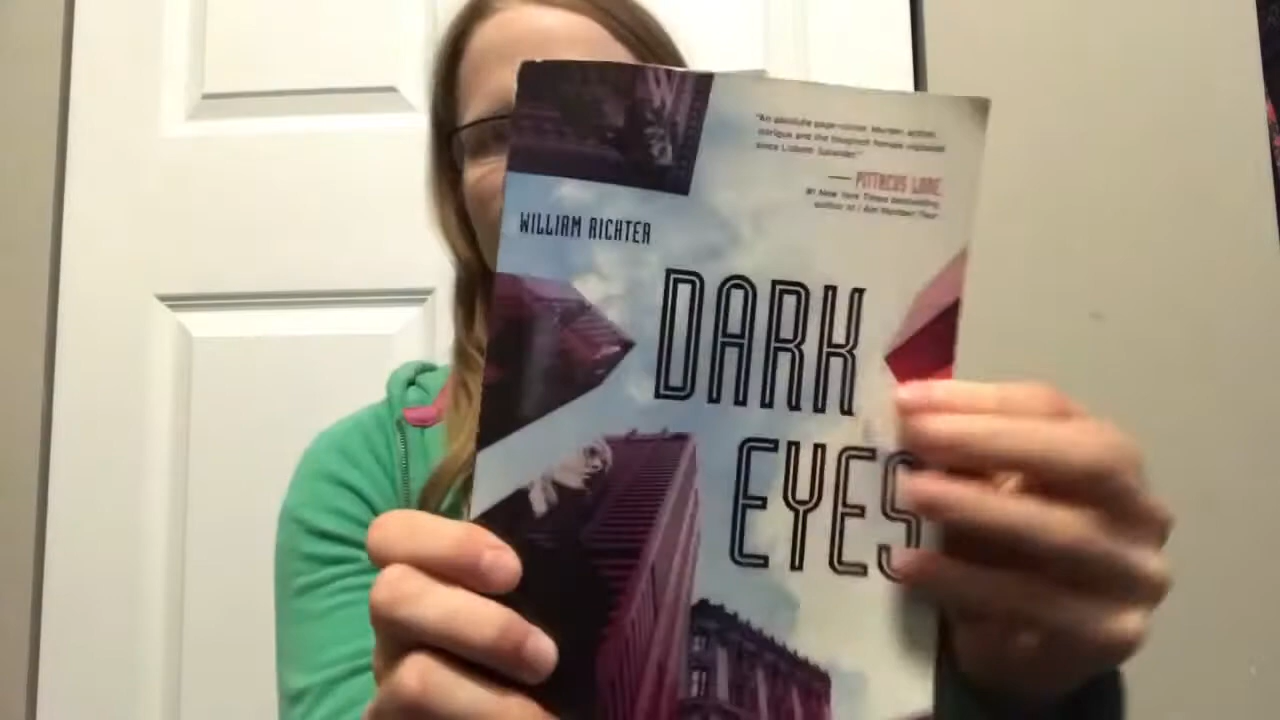 "An absolute page-turner. Murder, action,
intrigue and the toughest female vigilante
since Lisbeth Salander."
— PITTACUS LORE,
#1 New York Times bestselling
author of I Am Number Four
WILLIAM RICHTER
DARK
EYES